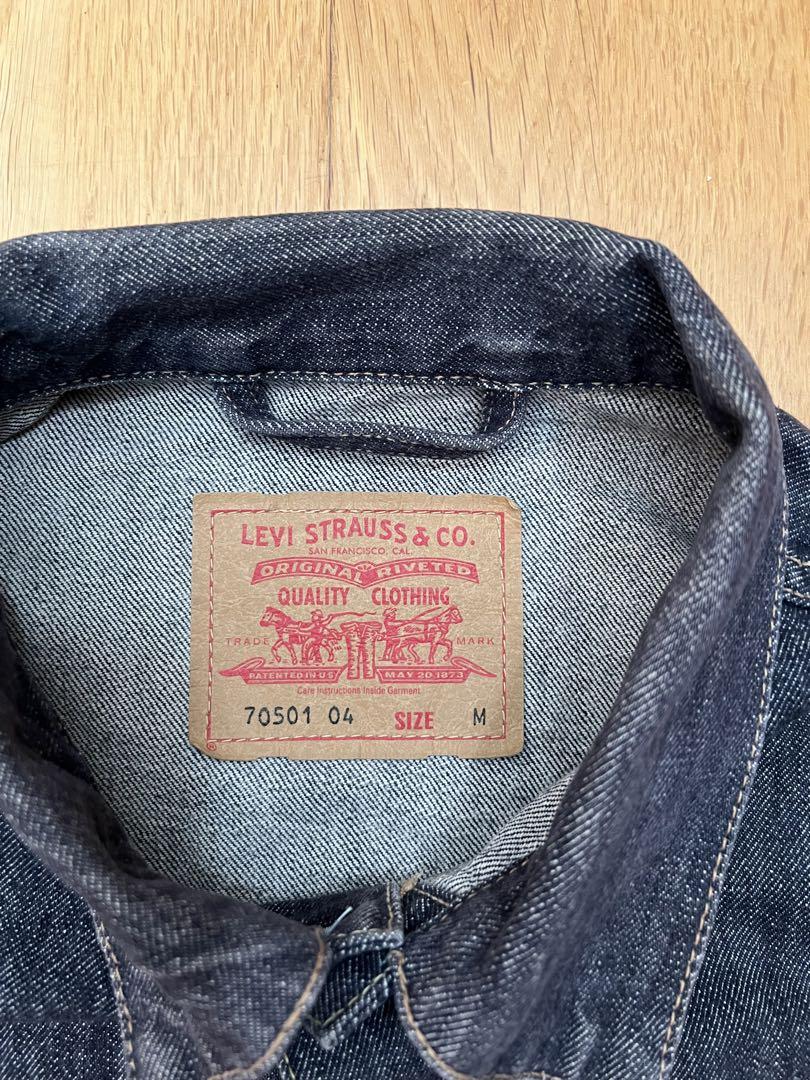 LEVI STRAUSS & CO.
SAN FRANCISCO, CAL.
ORIGINAL RIVETED
QUALITY CLOTHING
TRADE MARK
PATENTED IN U.S. MAY 20 1873
Care Instructions Inside Garment
70501 04 SIZE M
®